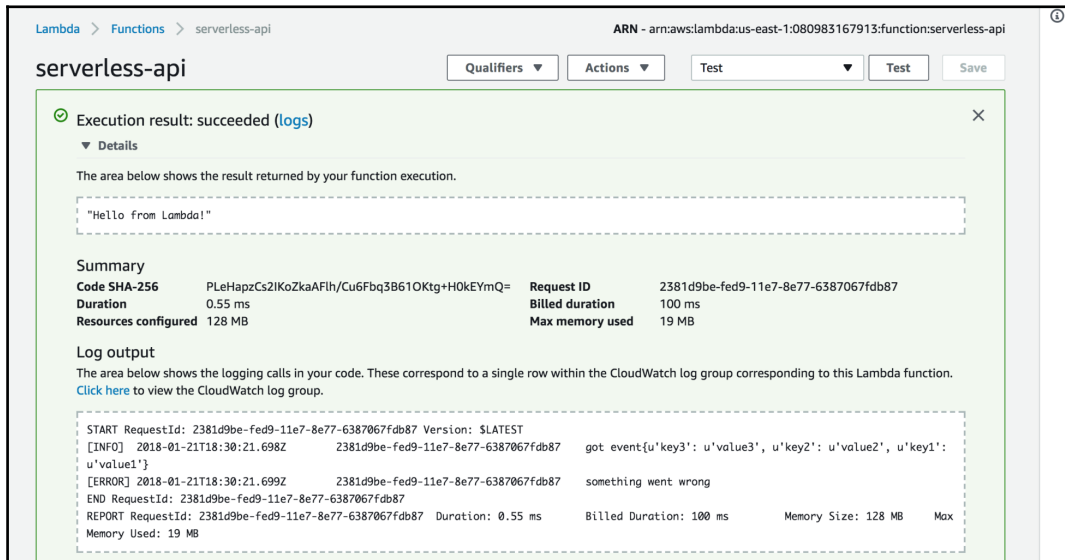 Lambda > Functions > serverless-api ARN - arn:aws:lambda:us-east-1:080983167913:function:serverless-api
serverless-api Qualifiers ▼ Actions ▼ Test ▼ Test Save
Execution result: succeeded (logs)
▼ Details
The area below shows the result returned by your function execution.
"Hello from Lambda!"
Summary
Code SHA-256 PLeHapzCs2IKoZkaAFlh/Cu6Fbq3B61OKtg+H0kEYmQ= Request ID 2381d9be-fed9-11e7-8e77-6387067fdb87
Duration 0.55 ms Billed duration 100 ms
Resources configured 128 MB Max memory used 19 MB
Log output
The area below shows the logging calls in your code. These correspond to a single row within the CloudWatch log group corresponding to this Lambda function.
Click here to view the CloudWatch log group.
START RequestId: 2381d9be-fed9-11e7-8e77-6387067fdb87 Version: $LATEST
[INFO] 2018-01-21T18:30:21.698Z 2381d9be-fed9-11e7-8e77-6387067fdb87 got event{u'key3': u'value3', u'key2': u'value2', u'key1':
u'value1'}
[ERROR] 2018-01-21T18:30:21.699Z 2381d9be-fed9-11e7-8e77-6387067fdb87 something went wrong
END RequestId: 2381d9be-fed9-11e7-8e77-6387067fdb87
REPORT RequestId: 2381d9be-fed9-11e7-8e77-6387067fdb87 Duration: 0.55 ms Billed Duration: 100 ms Memory Size: 128 MB Max
Memory Used: 19 MB